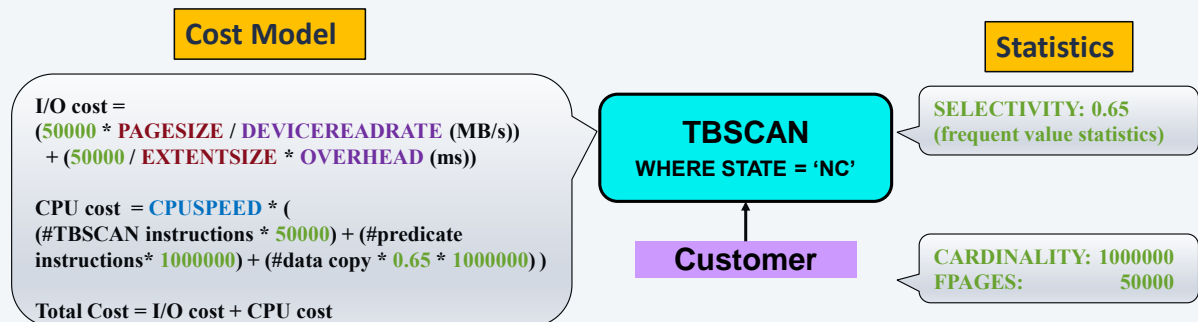 Cost Model
I/O cost =
(50000 * PAGESIZE / DEVICEREADRATE (MB/s))
+ (50000 / EXTENTSIZE * OVERHEAD (ms))
CPU cost = CPUSPEED * (
(#TBSCAN instructions * 50000) + (#predicate
instructions* 1000000) + (#data copy * 0.65 * 1000000) )
Total Cost = I/O cost + CPU cost
TBSCAN
WHERE STATE = ‘NC’
Customer
Statistics
SELECTIVITY: 0.65
(frequent value statistics)
CARDINALITY: 1000000
FPAGES: 50000